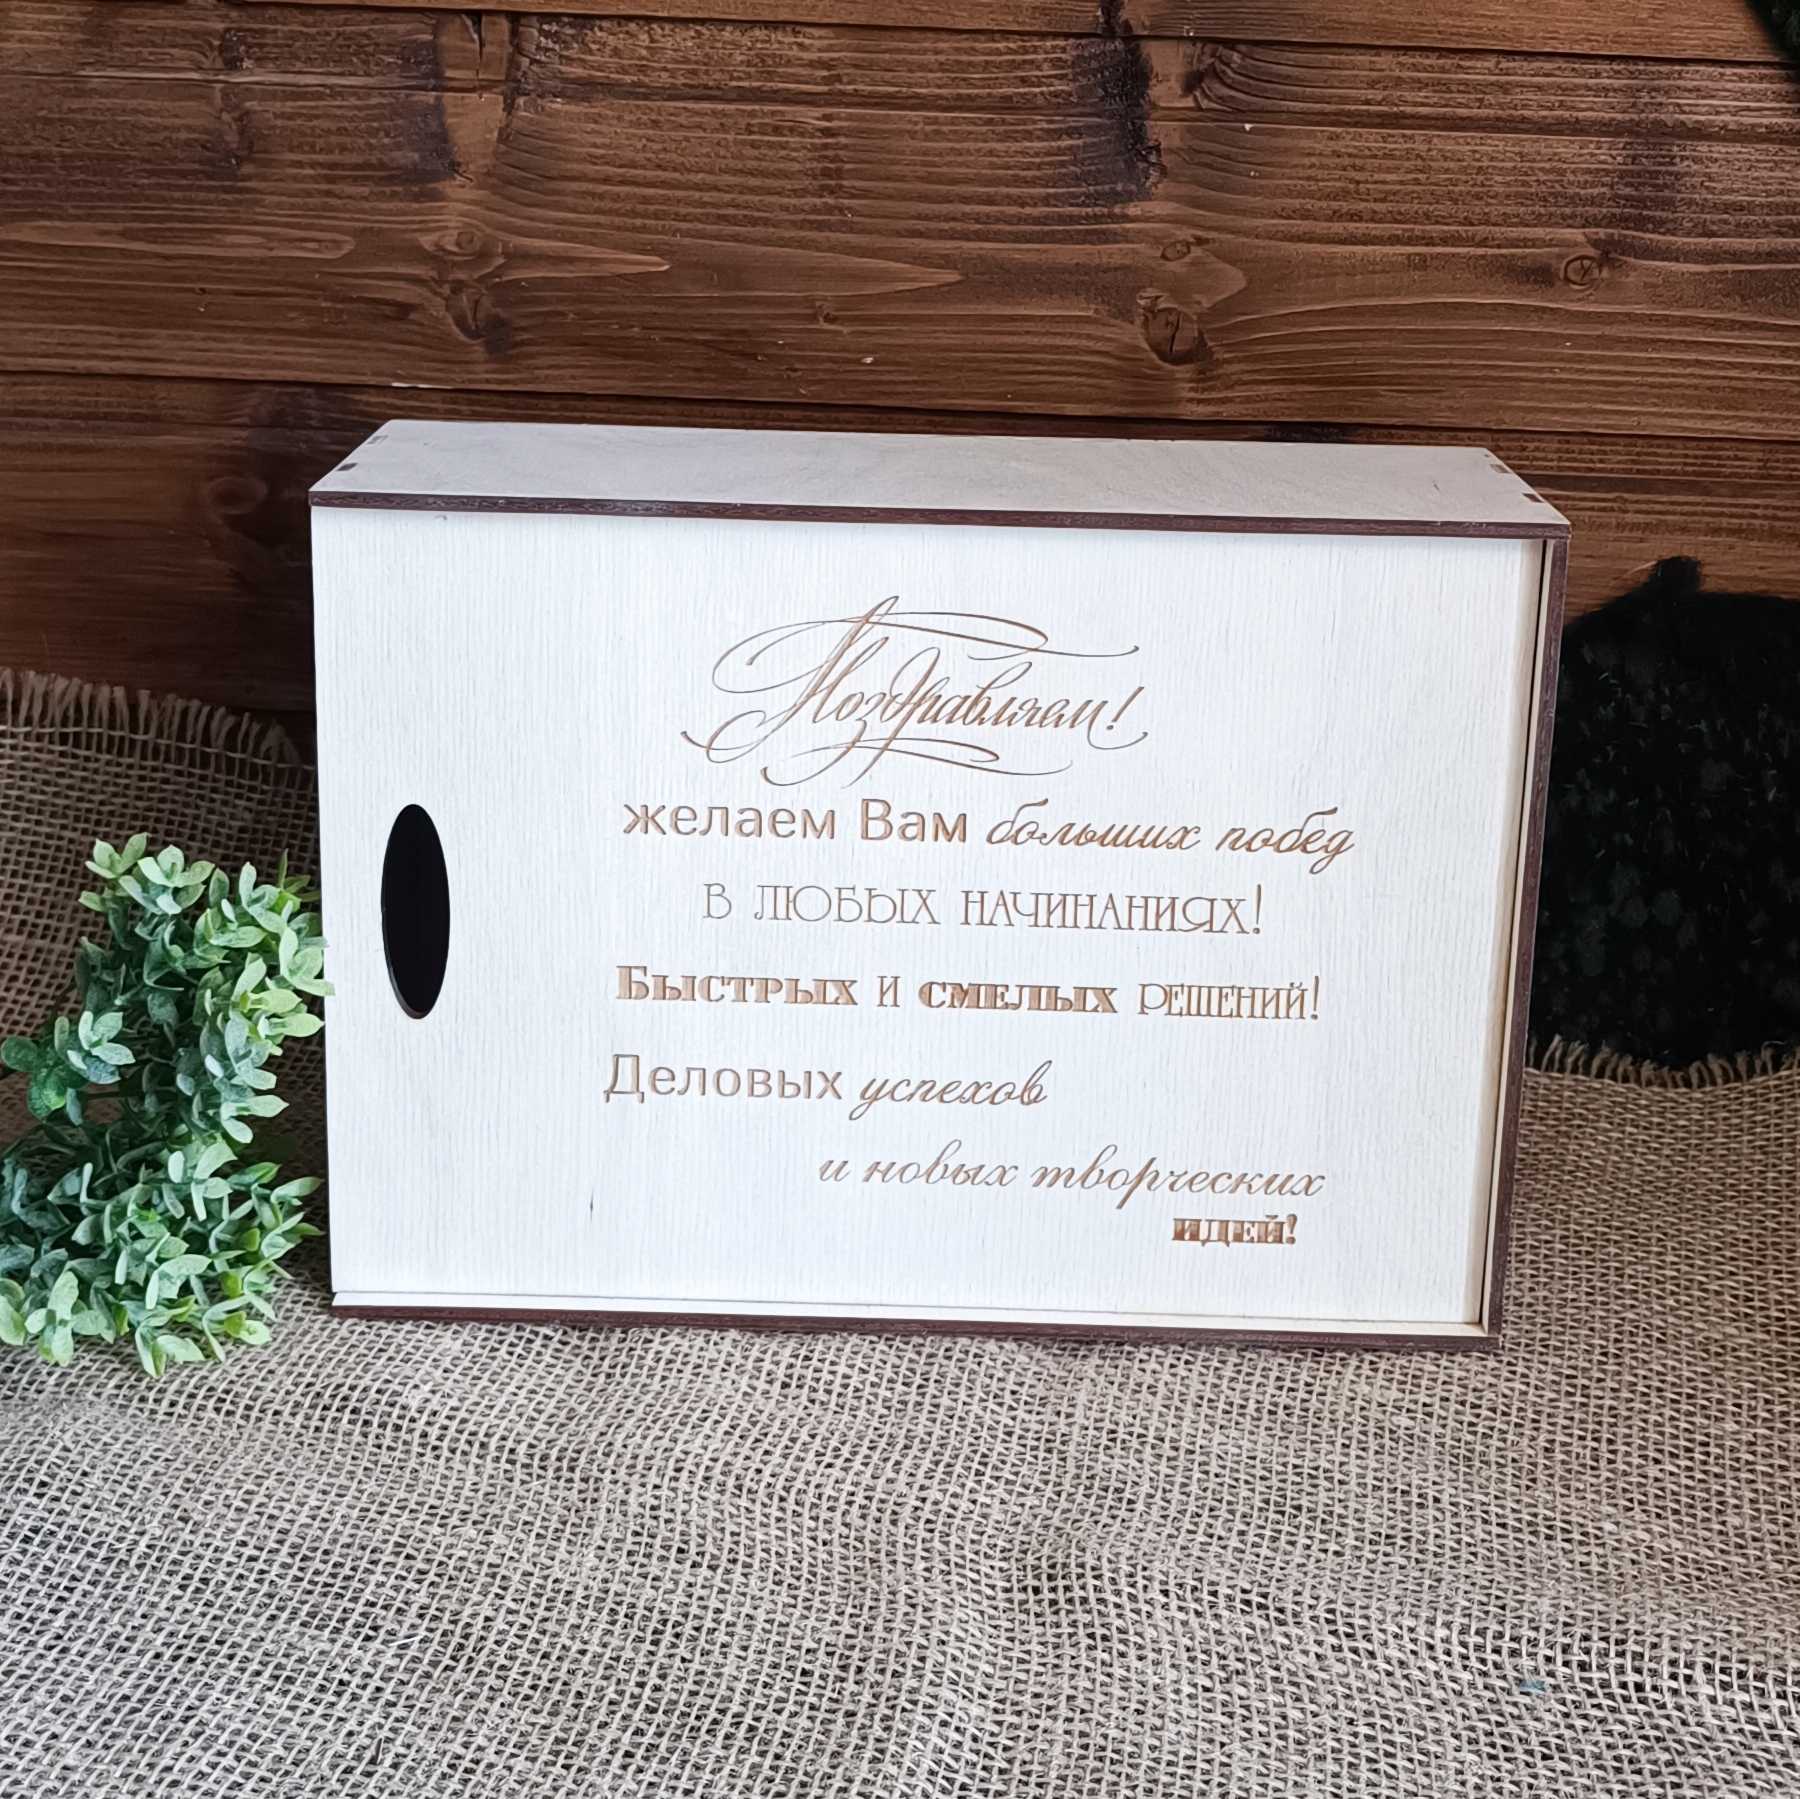 Поздравляем!
желаем Вам больших побед
В ЛЮБЫХ НАЧИНАНИЯХ!
БЫСТРЫХ И СМЕЛЫХ РЕШЕНИЙ!
Деловых успехов
и новых творческих
ИДЕЙ!